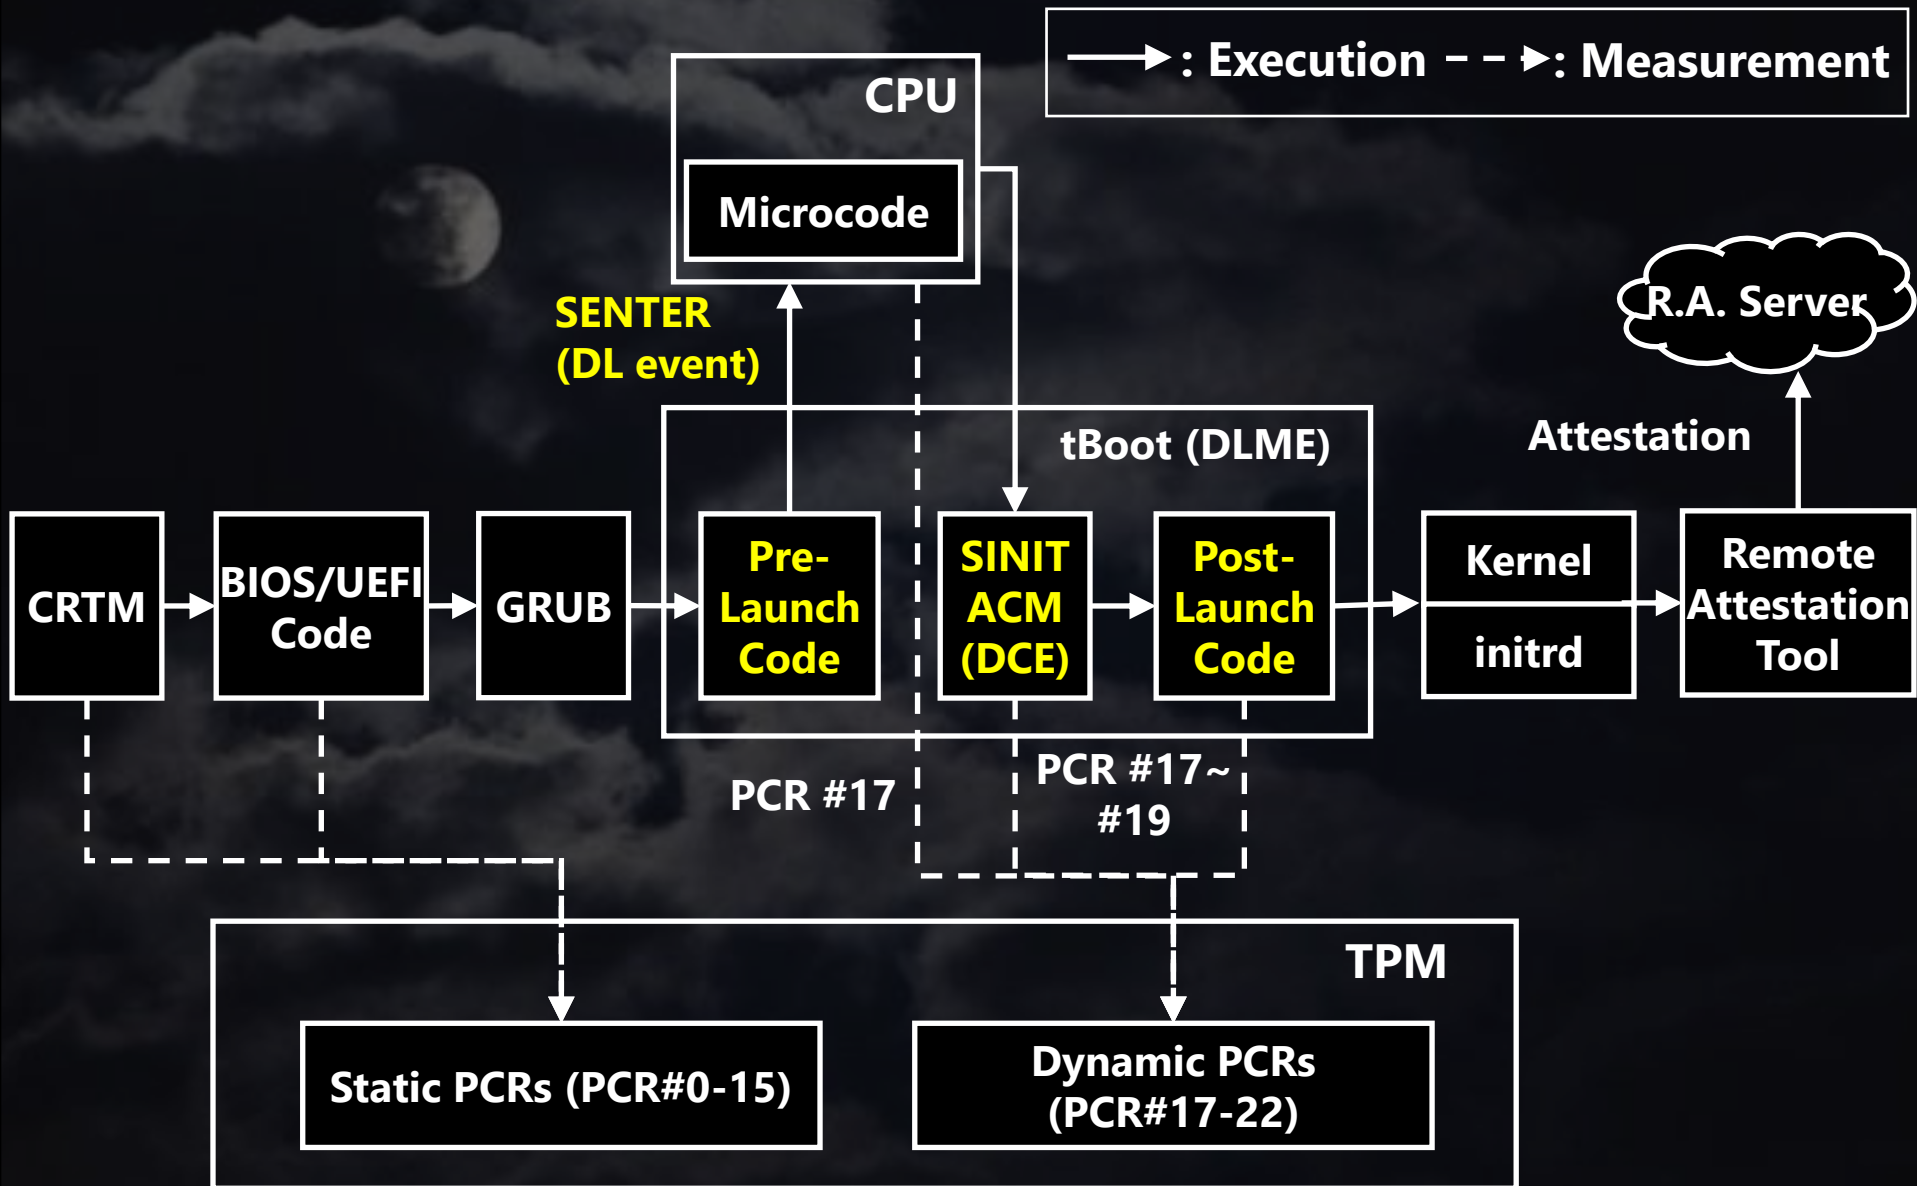 : Execution
: Measurement
CPU
Microcode
SENTER
(DL event)
R.A. Server
tBoot (DLME)
Attestation
CRTM
BIOS/UEFI
Code
GRUB
Pre-
Launch
Code
SINIT
ACM
(DCE)
Post-
Launch
Code
Kernel
initrd
Remote
Attestation
Tool
PCR #17
PCR #17~
#19
TPM
Static PCRs (PCR#0-15)
Dynamic PCRs
(PCR#17-22)